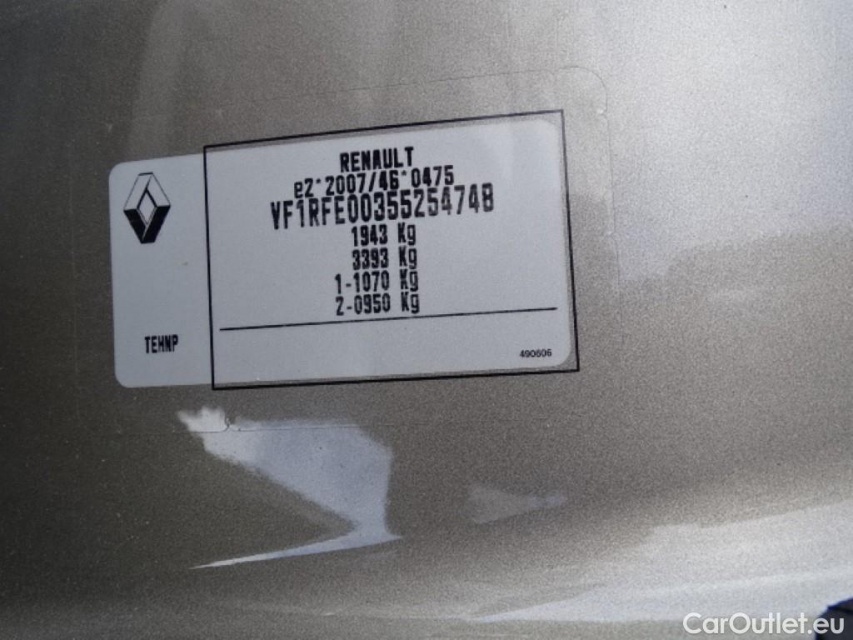 RENAULT
e2*2007/46*0475
VF1RFE00355254748
1943 Kg
3393 Kg
1-1070 Kg
2-0950 Kg
TEHNP
490606
CarOutlet.eu